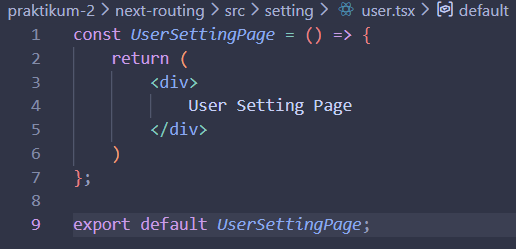 praktikum-2 > next-routing > src > setting > user.tsx > default
1 const UserSettingPage = () => {
2     return (
3         <div>
4             User Setting Page
5         </div>
6     )
7 };
8
9 export default UserSettingPage;